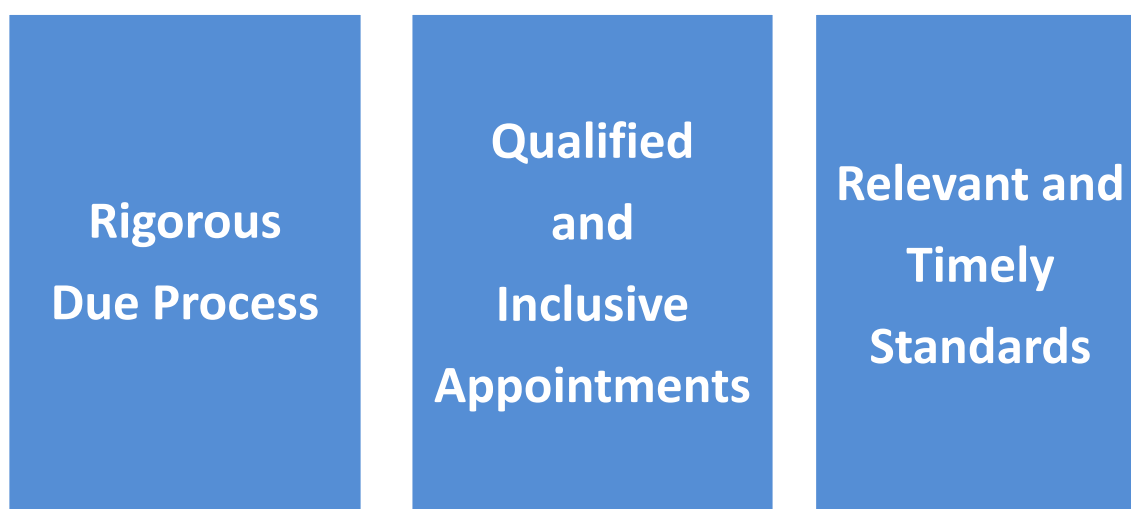 Rigorous
Due Process
Qualified
and
Inclusive
Appointments
Relevant and
Timely
Standards